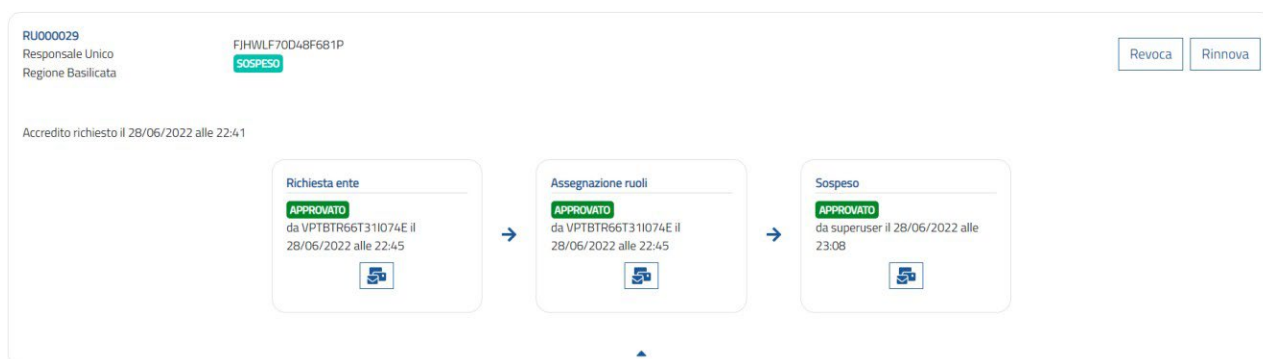 RU000029
Responsale Unico
Regione Basilicata
FJHWLF70D48F681P
SOSPESO
Revoca
Rinnova
Accredito richiesto il 28/06/2022 alle 22:41
Richiesta ente
APPROVATO
da VPTBTR66T31I074E il
28/06/2022 alle 22:45
Assegnazione ruoli
APPROVATO
da VPTBTR66T31I074E il
28/06/2022 alle 22:45
Sospeso
APPROVATO
da superuser il 28/06/2022 alle
23:08